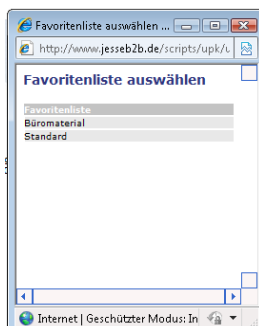 Favoritenliste auswählen ...
http://www.jesseb2b.de/scripts/upk/u
Favoritenliste auswählen
Favoritenliste
Büromaterial
Standard
Internet | Geschützter Modus: In